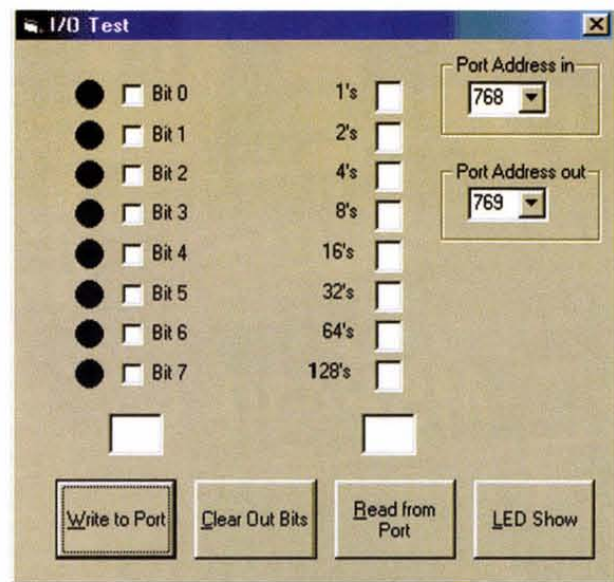 I/O Test
Port Address in
768
Bit 0
1's
Bit 1
2's
Bit 2
4's
Port Address out
769
Bit 3
8's
Bit 4
16's
Bit 5
32's
Bit 6
64's
Bit 7
128's
Write to Port
Clear Out Bits
Read from
Port
LED Show